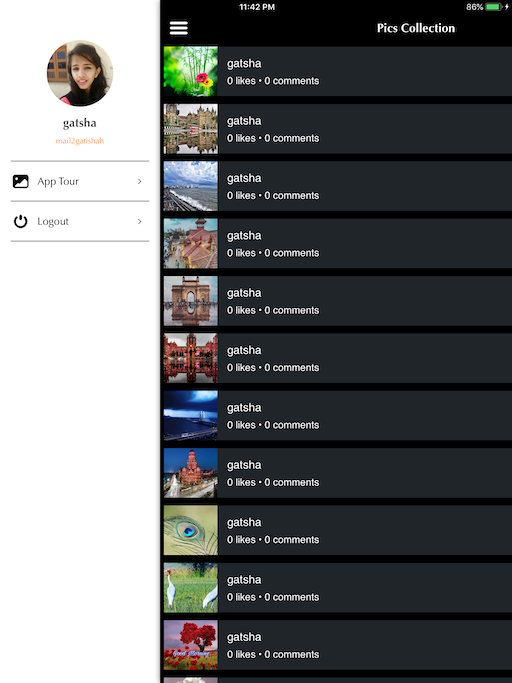 11:42 PM
86%
Pics Collection
gatsha
mail2gatishah
App Tour
Logout
gatsha
0 likes • 0 comments
gatsha
0 likes • 0 comments
gatsha
0 likes • 0 comments
gatsha
0 likes • 0 comments
gatsha
0 likes • 0 comments
gatsha
0 likes • 0 comments
gatsha
0 likes • 0 comments
gatsha
0 likes • 0 comments
gatsha
0 likes • 0 comments
gatsha
0 likes • 0 comments
gatsha
0 likes • 0 comments
Good Morning